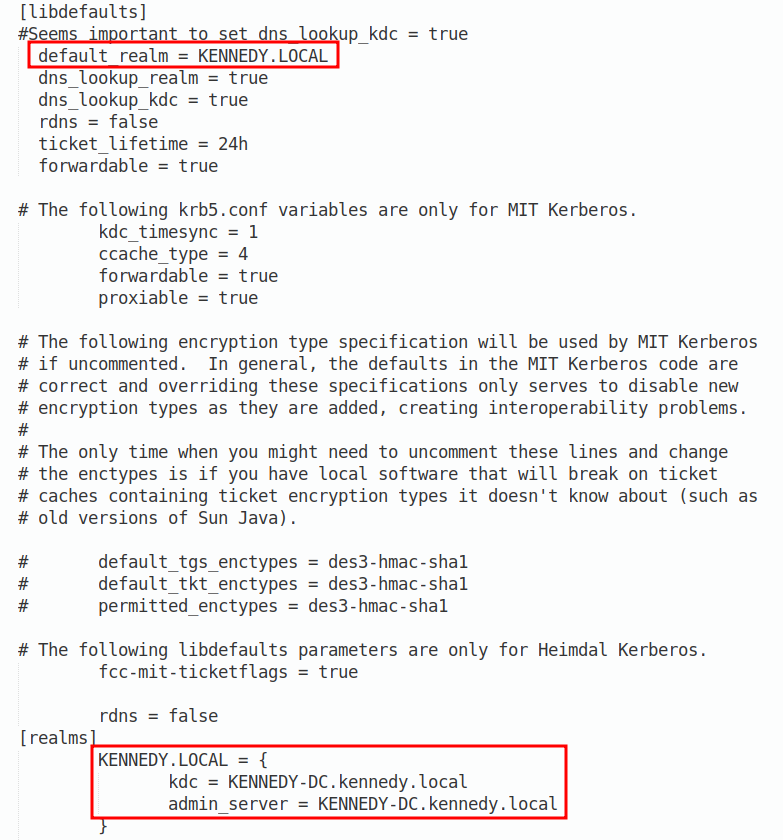 [libdefaults]
#Seems important to set dns_lookup_kdc = true
  default_realm = KENNEDY.LOCAL
  dns_lookup_realm = true
  dns_lookup_kdc = true
  rdns = false
  ticket_lifetime = 24h
  forwardable = true

# The following krb5.conf variables are only for MIT Kerberos.
        kdc_timesync = 1
        ccache_type = 4
        forwardable = true
        proxiable = true

# The following encryption type specification will be used by MIT Kerberos
# if uncommented.  In general, the defaults in the MIT Kerberos code are
# correct and overriding these specifications only serves to disable new
# encryption types as they are added, creating interoperability problems.
#
# The only time when you might need to uncomment these lines and change
# the enctypes is if you have local software that will break on ticket
# caches containing ticket encryption types it doesn't know about (such as
# old versions of Sun Java).

#       default_tgs_enctypes = des3-hmac-sha1
#       default_tkt_enctypes = des3-hmac-sha1
#       permitted_enctypes = des3-hmac-sha1

# The following libdefaults parameters are only for Heimdal Kerberos.
        fcc-mit-ticketflags = true

        rdns = false
[realms]
        KENNEDY.LOCAL = {
               kdc = KENNEDY-DC.kennedy.local
               admin_server = KENNEDY-DC.kennedy.local
        }